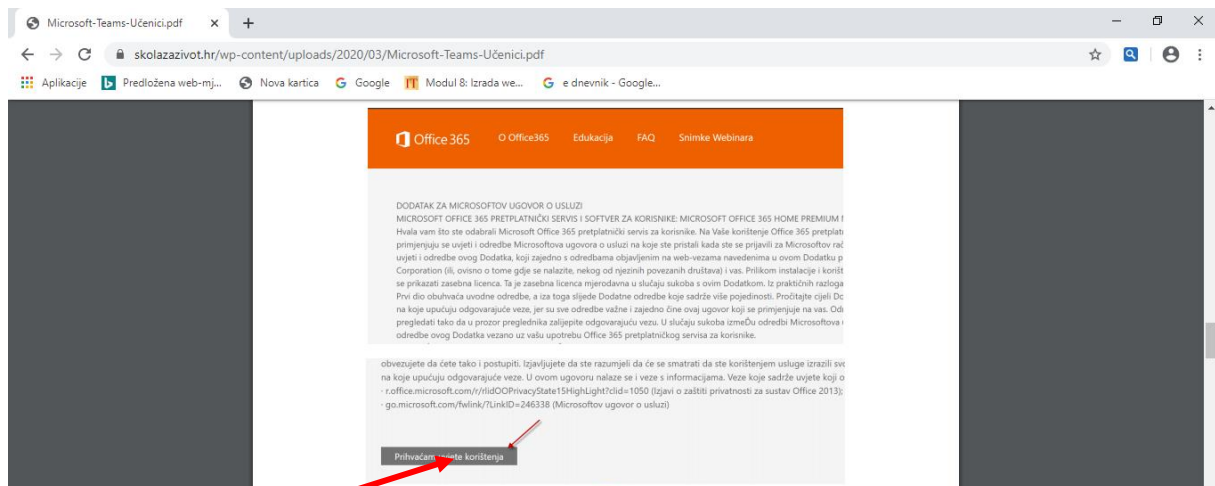 Microsoft-Teams-Učenici.pdf
skolazazivot.hr/wp-content/uploads/2020/03/Microsoft-Teams-Učenici.pdf
Aplikacije Predložena web-mj... Nova kartica Google Modul 8: Izrada we... e dnevnik - Google...
Office 365 O Office365 Edukacija FAQ Snimke Webinara
DODATAK ZA MICROSOFTOV UGOVOR O USLUZI
MICROSOFT OFFICE 365 PRETPLATNIČKI SERVIS I SOFTVER ZA KORISNIKE: MICROSOFT OFFICE 365 HOME PREMIUM
Hvala vam što ste odabrali Microsoft Office 365 pretplatnički servis za korisnike. Na Vaše korištenje Office 365 pretplat
primjenjuju se uvjeti i odredbe Microsoftova ugovora o usluzi na koje ste pristali kada ste se prijavili za Microsoftov rač
uvjeti i odredbe ovog Dodatka, koji zajedno s odredbama objavljenim na web-vezama navedenima u ovom Dodatku p
Corporation (ili, ovisno o tome gdje se nalazite, nekog od njezinih povezanih društava) i vas. Prilikom instalacije i korišt
se prikazati zasebna licenca. Ta je zasebna licenca mjerodavna u slučaju sukoba s ovim Dodatkom. Iz praktičnih razloga
Prvi dio obuhvaća uvodne odredbe, a iza toga slijede Dodatne odredbe koje sadrže više pojedinosti. Pročitajte cijeli Do
na koje upućuju odgovarajuće veze, jer su sve odredbe važne i zajedno čine ovaj ugovor koji se primjenjuje na vas. Od
pregledati tako da u prozor preglednika zalijepite odgovarajuću vezu. U slučaju sukoba izmeĐu odredbi Microsoftova
odredbe ovog Dodatka vezano uz vašu upotrebu Office 365 pretplatničkog servisa za korisnike.
obvezujete da ćete tako i postupiti. Izjavljujete da ste razumjeli da će se smatrati da ste korištenjem usluge izrazili svo
na koje upućuju odgovarajuće veze. U ovom ugovoru nalaze se i veze s informacijama. Veze koje sadrže uvjete koji o
· r.office.microsoft.com/r/rlidOOPrivacyState15HighLight?clid=1050 (Izjavi o zaštiti privatnosti za sustav Office 2013);
· go.microsoft.com/fwlink/?LinkID=246338 (Microsoftov ugovor o usluzi)
Prihvaćam uvjete korištenja